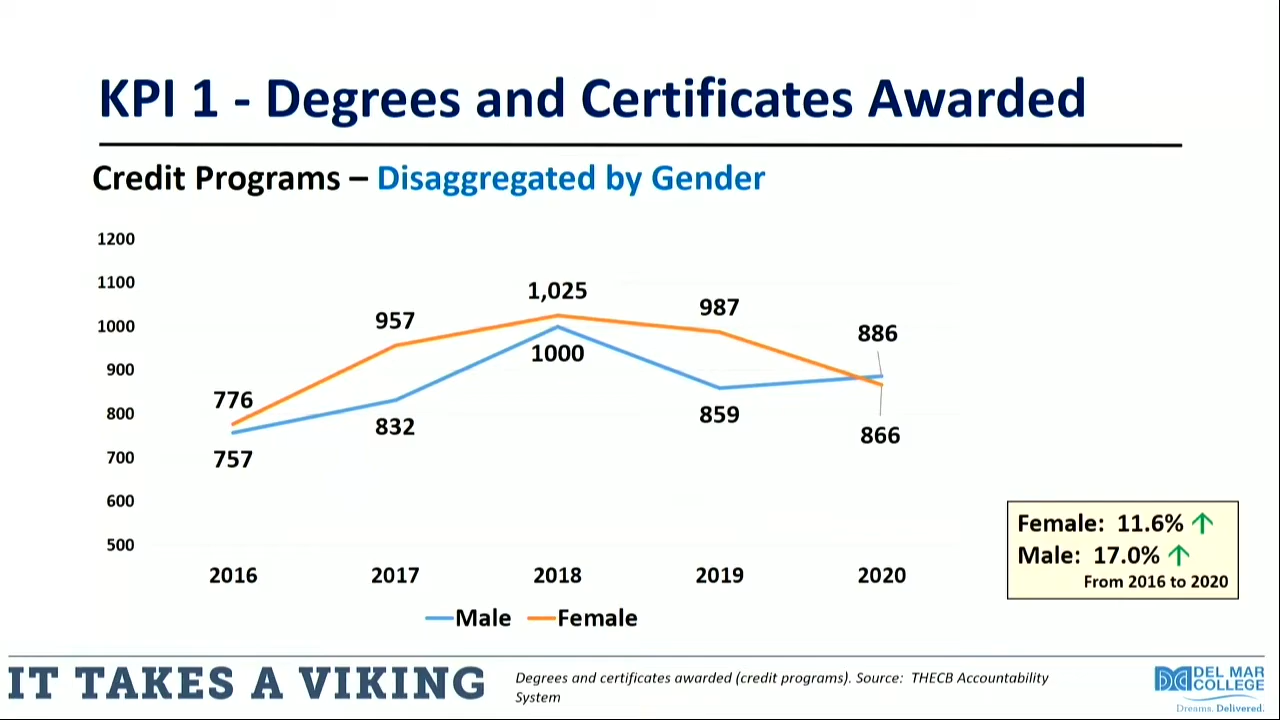 KPI 1 - Degrees and Certificates Awarded
Credit Programs – Disaggregated by Gender
1200
1100
1000
900
800
700
600
500
776
757
957
832
1,025
1000
987
859
886
866
2016 2017 2018 2019 2020
Male Female
Female: 11.6% ↑
Male: 17.0% ↑
From 2016 to 2020
IT TAKES A VIKING
Degrees and certificates awarded (credit programs). Source: THECB Accountability
System
DEL MAR
COLLEGE
Dreams. Delivered.